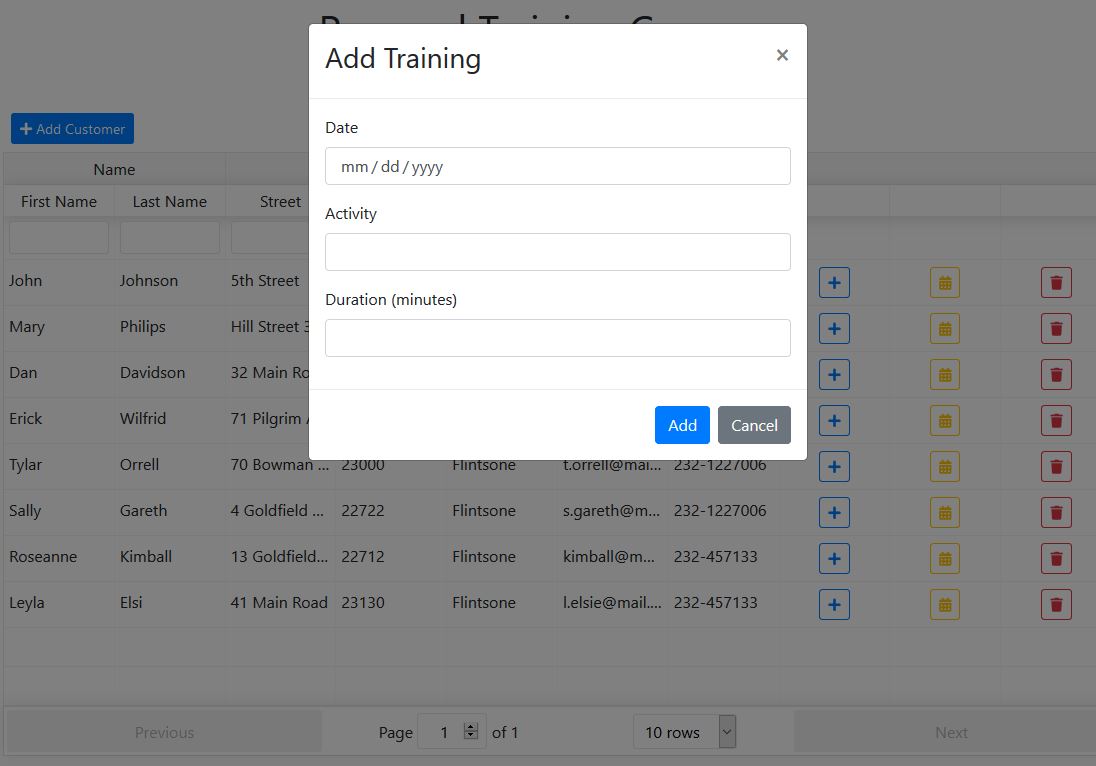 Add Training
×
Date
mm / dd / yyyy
Add Customer
Name
First Name Last Name Street
Activity
Duration (minutes)
John Johnson 5th Street
Mary Philips Hill Street
Dan Davidson 32 Main
Erick Wilfrid 71 Pilgrim
Add Cancel
Tylar Orrell 70 Bowman ... 23000 Flintsone t.orrell@mai... 232-1227006
Sally Gareth 4 Goldfield ... 22722 Flintsone s.gareth@m... 232-1227006
Roseanne Kimball 13 Goldfield... 22712 Flintsone kimball@m... 232-457133
Leyla Elsi 41 Main Road 23130 Flintsone l.elsie@mail.... 232-457133
Previous Page 1 of 1 10 rows Next